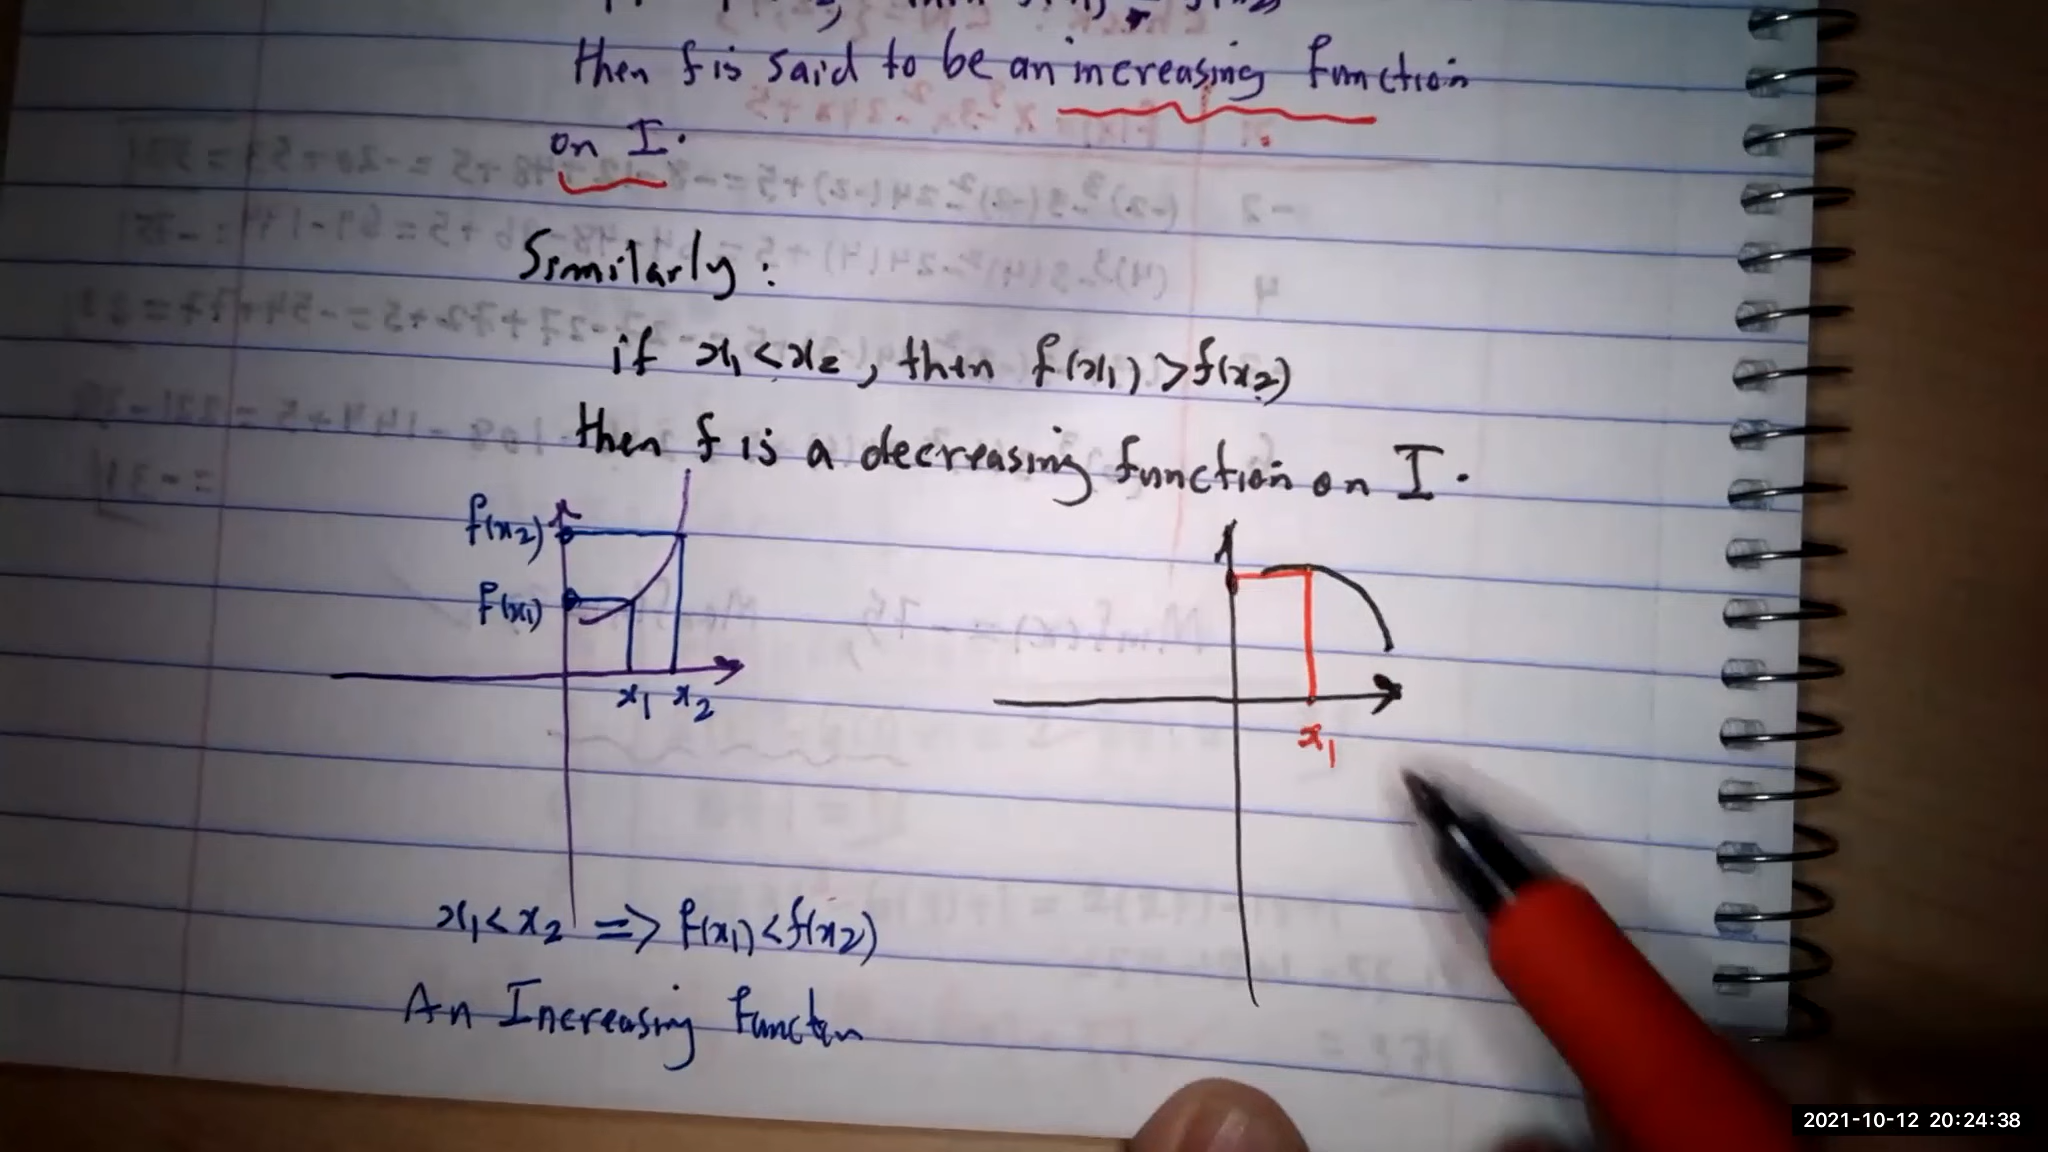 then f is said to be an increasing function
on I.
Similarly:
if x₁ < x₂, then f(x₁) > f(x₂)
then f is a decreasing function on I.
f(x₂)
f(x₁)
x₁ x₂
x₁
x₁ < x₂ => f(x₁) < f(x₂)
An Increasing Functon
2021-10-12 20:24:38